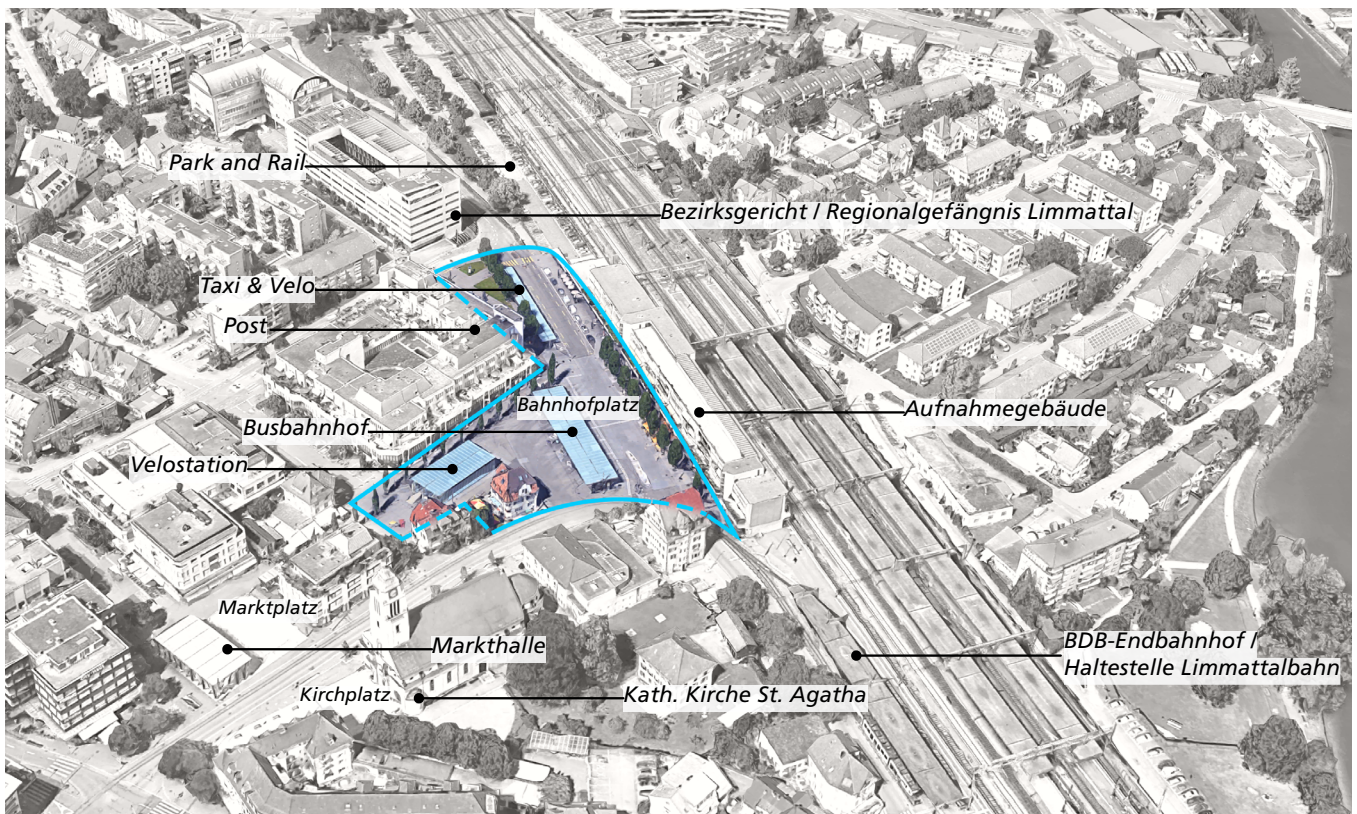 Park and Rail
Bezirksgericht / Regionalgefängnis Limmattal
Taxi & Velo
Post
Bahnhofplatz
Aufnahmegebäude
Busbahnhof
Velostation
Marktplatz
Markthalle
BDB-Endbahnhof /
Haltestelle Limmattalbahn
Kirchplatz
Kath. Kirche St. Agatha